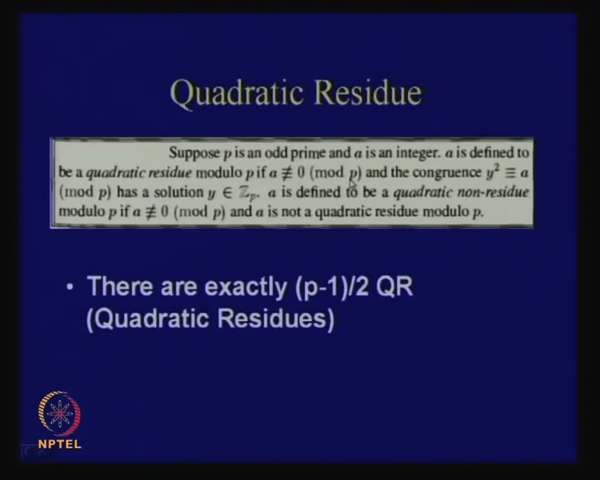 Quadratic Residue
Suppose p is an odd prime and a is an integer. a is defined to
be a quadratic residue modulo p if a ≢ 0 (mod p) and the congruence y² ≡ a
(mod p) has a solution y ∈ ℤₚ. a is defined to be a quadratic non-residue
modulo p if a ≢ 0 (mod p) and a is not a quadratic residue modulo p.
• There are exactly (p-1)/2 QR
(Quadratic Residues)
NPTEL